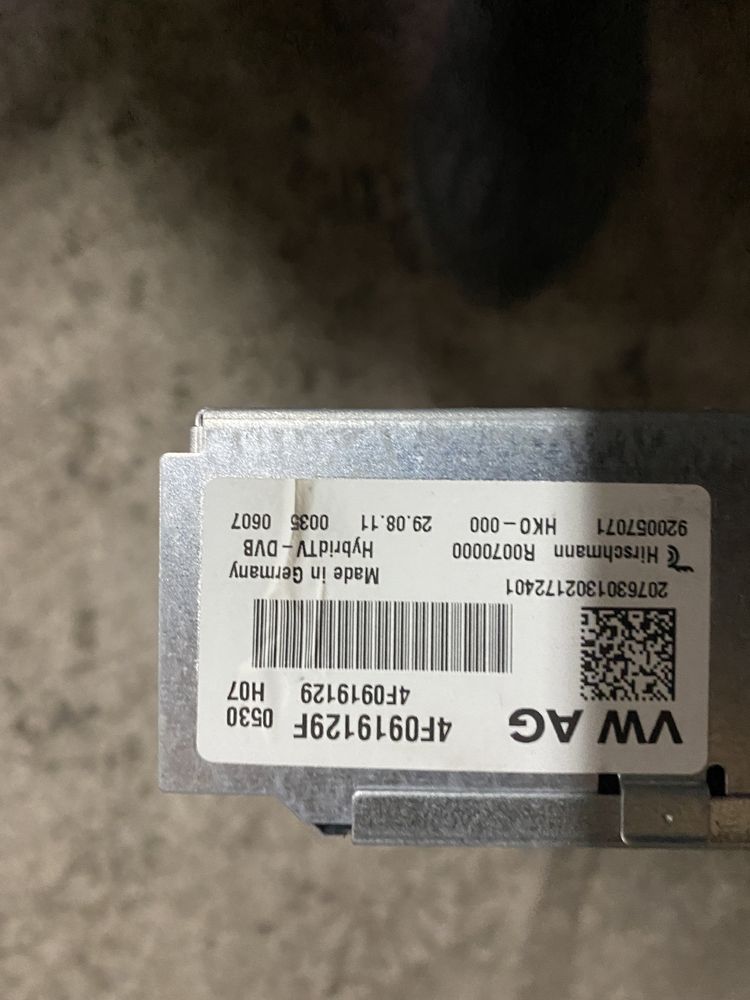 VW AG 4F0919129F 0530
4F0919129 H07
2076301302172401
Made in Germany
Hirschmann R0070000 HybridTV-DVB
920057071 HKO-000 29.08.11 0035 0607